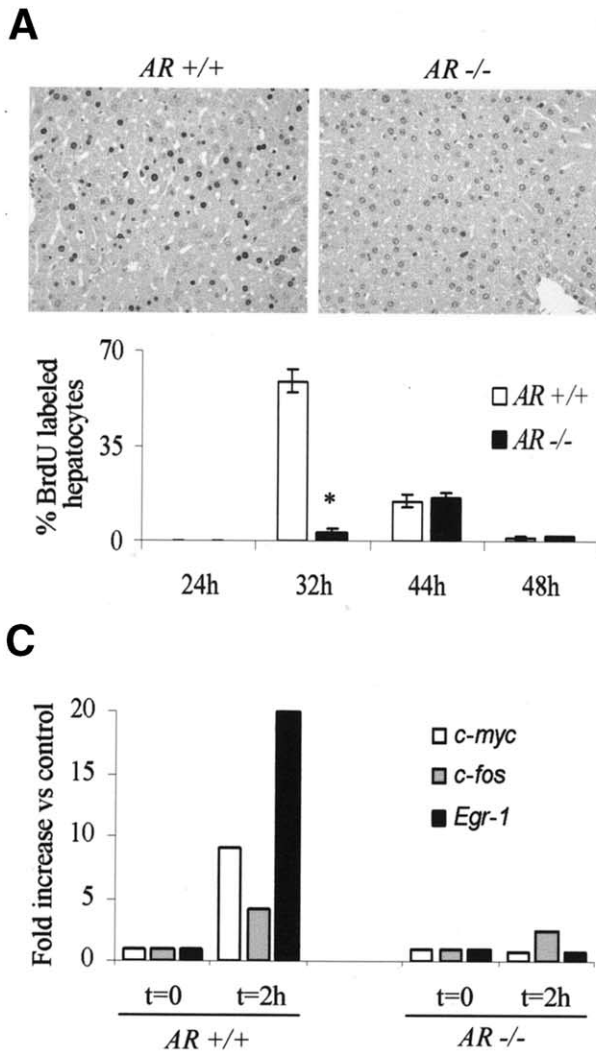 A
AR +/+ AR -/-
% BrdU labeled
hepatocytes
70
35
0
AR +/+
AR -/-
*
24h 32h 44h 48h
C
Fold increase vs control
20
15
10
5
0
c-myc
c-fos
Egr-1
t=0 t=2h t=0 t=2h
AR +/+ AR -/-